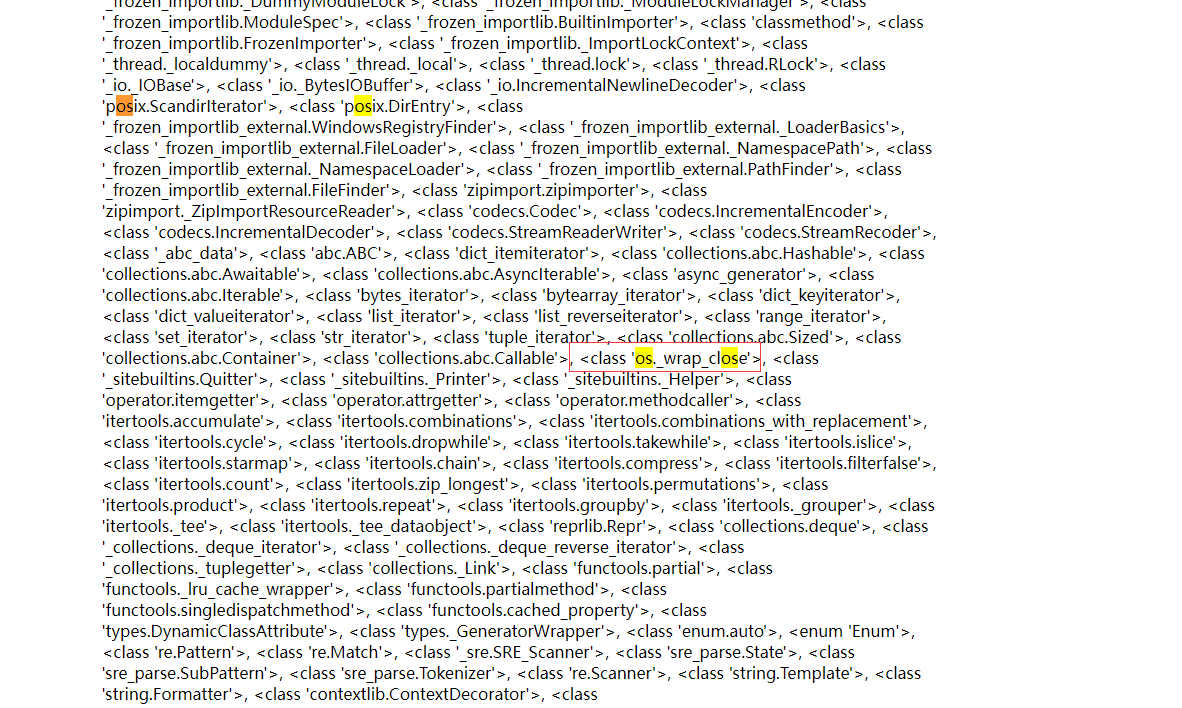 '_frozen_importlib._DummyModuleLock'>, <class '_frozen_importlib._ModuleLockManager'>, <class
'_frozen_importlib.ModuleSpec'>, <class '_frozen_importlib.BuiltinImporter'>, <class 'classmethod'>, <class
'_frozen_importlib.FrozenImporter'>, <class '_frozen_importlib._ImportLockContext'>, <class
'_thread._localdummy'>, <class '_thread._local'>, <class '_thread.lock'>, <class '_thread.RLock'>, <class
'_io._IOBase'>, <class '_io._BytesIOBuffer'>, <class '_io.IncrementalNewlineDecoder'>, <class
'posix.ScandirIterator'>, <class 'posix.DirEntry'>, <class
'_frozen_importlib_external.WindowsRegistryFinder'>, <class '_frozen_importlib_external._LoaderBasics'>,
<class '_frozen_importlib_external.FileLoader'>, <class '_frozen_importlib_external._NamespacePath'>, <class
'_frozen_importlib_external._NamespaceLoader'>, <class '_frozen_importlib_external.PathFinder'>, <class
'_frozen_importlib_external.FileFinder'>, <class 'zipimport.zipimporter'>, <class
'zipimport._ZipImportResourceReader'>, <class 'codecs.Codec'>, <class 'codecs.IncrementalEncoder'>,
<class 'codecs.IncrementalDecoder'>, <class 'codecs.StreamReaderWriter'>, <class 'codecs.StreamRecoder'>,
<class '_abc_data'>, <class 'abc.ABC'>, <class 'dict_itemiterator'>, <class 'collections.abc.Hashable'>, <class
'collections.abc.Awaitable'>, <class 'collections.abc.AsyncIterable'>, <class 'async_generator'>, <class
'collections.abc.Iterable'>, <class 'bytes_iterator'>, <class 'bytearray_iterator'>, <class 'dict_keyiterator'>,
<class 'dict_valueiterator'>, <class 'list_iterator'>, <class 'list_reverseiterator'>, <class 'range_iterator'>,
<class 'set_iterator'>, <class 'str_iterator'>, <class 'tuple_iterator'>, <class 'collections.abc.Sized'>, <class
'collections.abc.Container'>, <class 'collections.abc.Callable'>, <class 'os._wrap_close'>, <class
'_sitebuiltins.Quitter'>, <class '_sitebuiltins._Printer'>, <class '_sitebuiltins._Helper'>, <class
'operator.itemgetter'>, <class 'operator.attrgetter'>, <class 'operator.methodcaller'>, <class
'itertools.accumulate'>, <class 'itertools.combinations'>, <class 'itertools.combinations_with_replacement'>,
<class 'itertools.cycle'>, <class 'itertools.dropwhile'>, <class 'itertools.takewhile'>, <class 'itertools.islice'>,
<class 'itertools.starmap'>, <class 'itertools.chain'>, <class 'itertools.compress'>, <class 'itertools.filterfalse'>,
<class 'itertools.count'>, <class 'itertools.zip_longest'>, <class 'itertools.permutations'>, <class
'itertools.product'>, <class 'itertools.repeat'>, <class 'itertools.groupby'>, <class 'itertools._grouper'>, <class
'itertools._tee'>, <class 'itertools._tee_dataobject'>, <class 'reprlib.Repr'>, <class 'collections.deque'>, <class
'_collections._deque_iterator'>, <class '_collections._deque_reverse_iterator'>, <class
'_collections._tuplegetter'>, <class 'collections._Link'>, <class 'functools.partial'>, <class
'functools._lru_cache_wrapper'>, <class 'functools.partialmethod'>, <class
'functools.singledispatchmethod'>, <class 'functools.cached_property'>, <class
'types.DynamicClassAttribute'>, <class 'types._GeneratorWrapper'>, <class 'enum.auto'>, <enum 'Enum'>,
<class 're.Pattern'>, <class 're.Match'>, <class '_sre.SRE_Scanner'>, <class 'sre_parse.State'>, <class
'sre_parse.SubPattern'>, <class 'sre_parse.Tokenizer'>, <class 're.Scanner'>, <class 'string.Template'>, <class
'string.Formatter'>, <class 'contextlib.ContextDecorator'>, <class